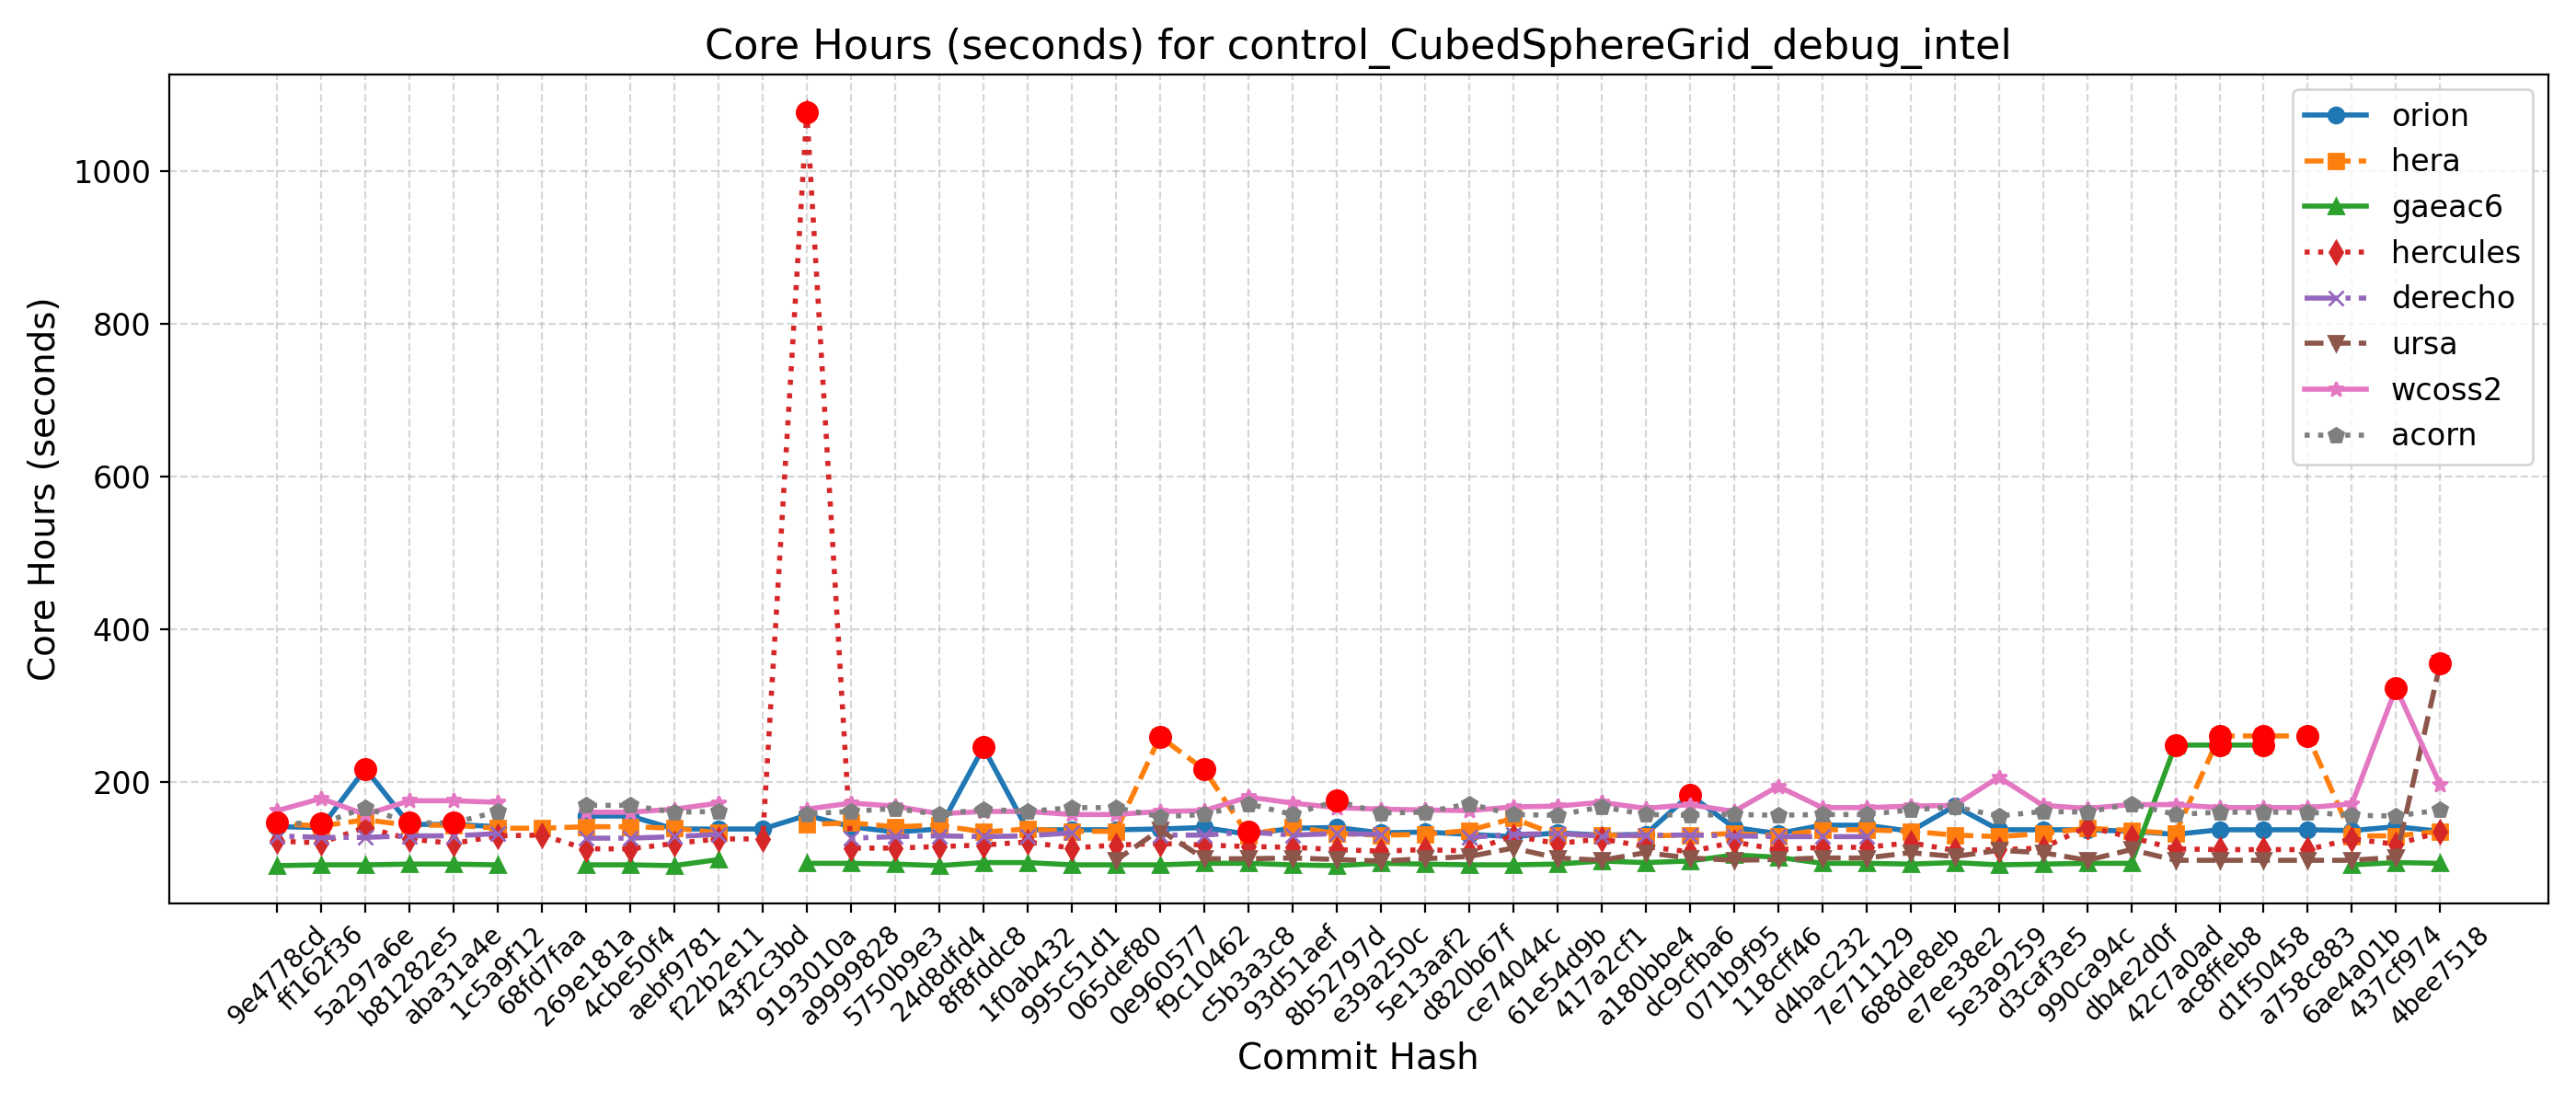 Core Hours (seconds) for control_CubedSphereGrid_debug_intel
Core Hours (seconds)
1000
800
600
400
200
orion
hera
gaeac6
hercules
derecho
ursa
wcoss2
acorn
9e4778cd
ff162f36
5a297a6e
b81282e5
aba31a4e
1c5a9f12
68fd7faa
269e181a
4cbe50f4
aebf9781
f22b2e11
43f2c3bd
9193010a
a9999828
5750b9e3
24d8dfd4
8f8fddc8
1f0ab432
995c51d1
065def80
0e960577
f9c10462
c5b3a3c8
93d51aef
8b52797d
e39a250c
5e13aaf2
d820b67f
ce74044c
61e54d9b
417a2cf1
a180bbe4
dc9cfba6
071b9f95
118cff46
d4bac232
7e711129
688de8eb
e7ee38e2
5e3a9259
d3caf3e5
990ca94c
db4e2d0f
42c7a0ad
ac8ffeb8
d1f50458
a758c883
6ae4a01b
437cf974
4bee7518
Commit Hash